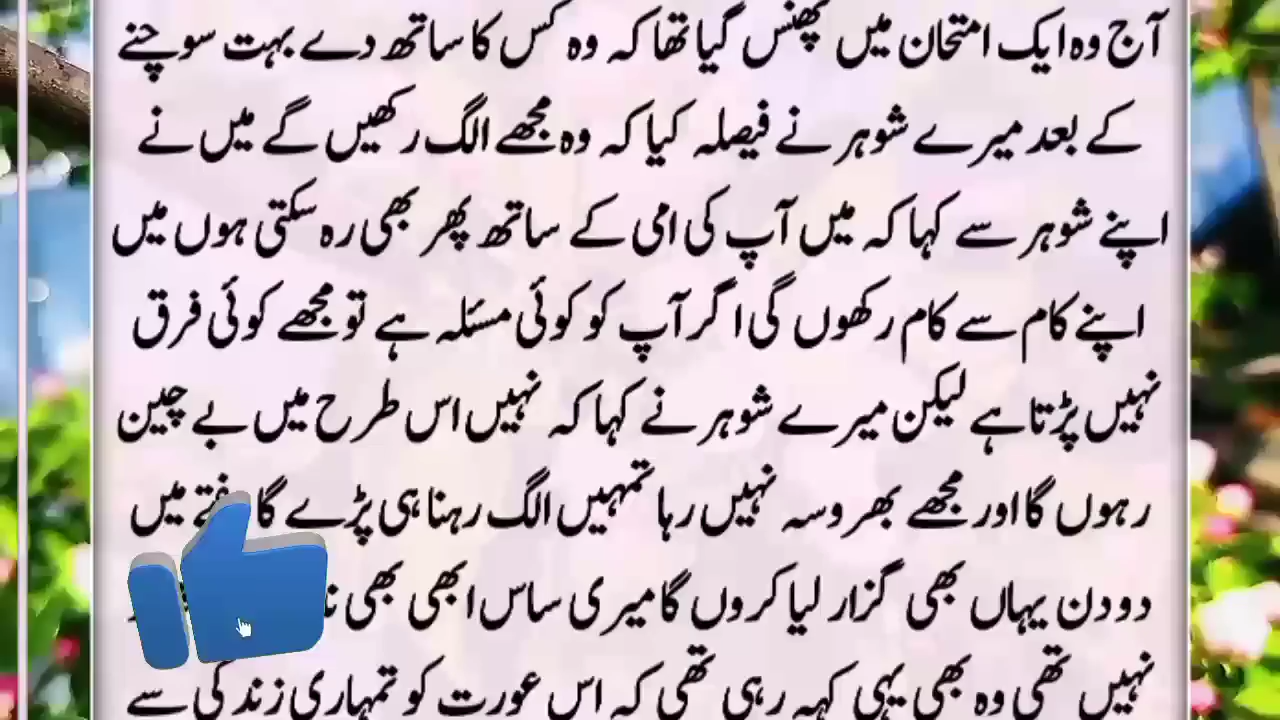 آج وہ ایک امتحان میں پھنس گیا تھا کہ وہ کس کا ساتھ دے بہت سوچنے
کے بعد میرے شوہر نے فیصلہ کیا کہ وہ مجھے الگ رکھیں گے میں نے
اپنے شوہر سے کہا کہ میں آپ کی امی کے ساتھ پھر بھی رہ سکتی ہوں میں
اپنے کام سے کام رکھوں گی اگر آپ کو کوئی مسئلہ ہے تو مجھے کوئی فرق
نہیں پڑتا ہے لیکن میرے شوہر نے کہا کہ نہیں اس طرح میں بے چین
رہوں گا اور مجھے بھروسہ نہیں رہا تمہیں الگ رہنا ہی پڑے گا ہفتے میں
دو دن یہاں بھی گزار لیا کروں گا میری ساس ابھی بھی
نہیں تھی وہ بھی یہی کہہ رہی تھی کہ اس عورت کو تمہاری زندگی سے